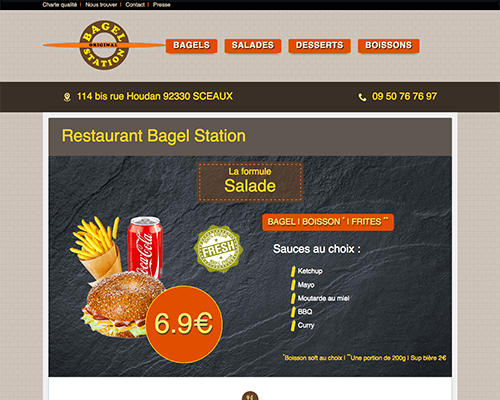 Charte qualité | Nous trouver | Contact | Presse
BAGEL
ORIGINAL
STATION
BAGELS SALADES DESSERTS BOISSONS
114 bis rue Houdan 92330 SCEAUX
09 50 76 76 97
Restaurant Bagel Station
La formule
Salade
BAGEL | BOISSON * | FRITES **
Sauces au choix :
Ketchup
Mayo
Moutarde au miel
BBQ
Curry
Coca-Cola
FRESH
6.9€
*Boisson soft au choix | **Une portion de 200g | Sup bière 2€